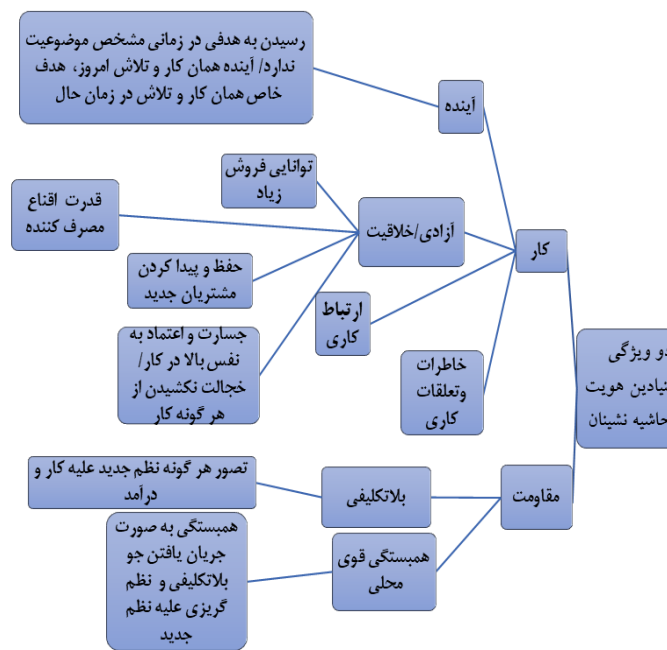 رسیدن به هدفی در زمانی مشخص موضوعیت
ندارد/ آینده همان کار و تلاش امروز، هدف
خاص همان کار و تلاش در زمان حال
آینده
توانایی فروش
زیاد
قدرت اقناع
مصرف کننده
آزادی/خلاقیت
کار
حفظ و پیدا کردن
مشتریان جدید
ارتباط
کاری
جسارت و اعتماد به
نفس بالا در کار/
خجالت نکشیدن از
هر گونه کار
خاطرات
وتعلقات
کاری
دو ویژگی
نیادین هویت
حاشیه نشینان
تصور هر گونه نظم جدید علیه کار و
درآمد
بلاتکلیفی
مقاومت
همبستگی قوی
محلی
همبستگی به صورت
جریان یافتن جو
بلاتکلیفی و نظم
گریزی علیه نظم
جدید